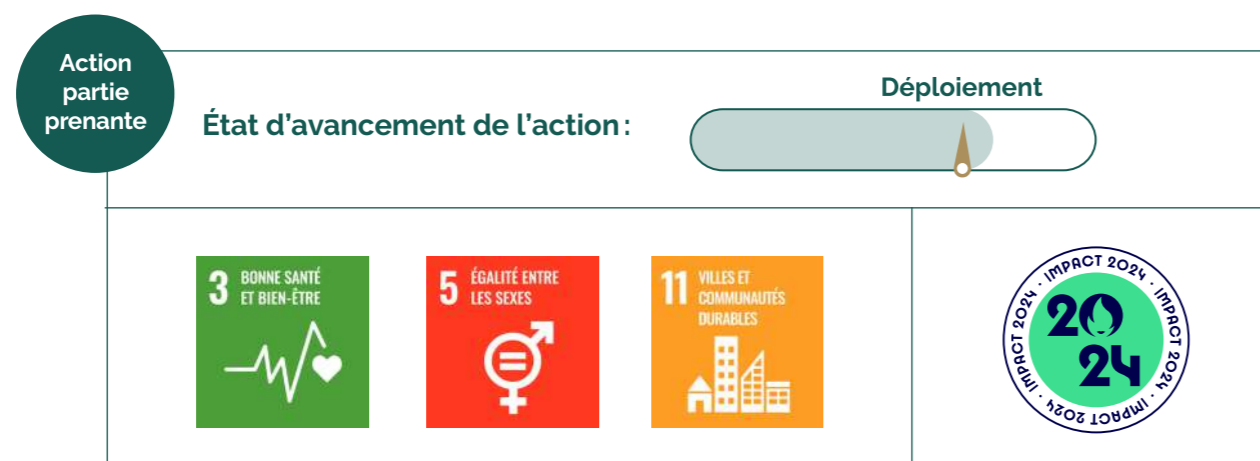 Action
partie
prenante
État d’avancement de l’action :
Déploiement
3 BONNE SANTÉ
ET BIEN-ÊTRE
5 ÉGALITÉ ENTRE
LES SEXES
11 VILLES ET
COMMUNAUTÉS
DURABLES
IMPACT 2024 · IMPACT 2024 · IMPACT 2024 · IMPACT 2024 ·
20
24